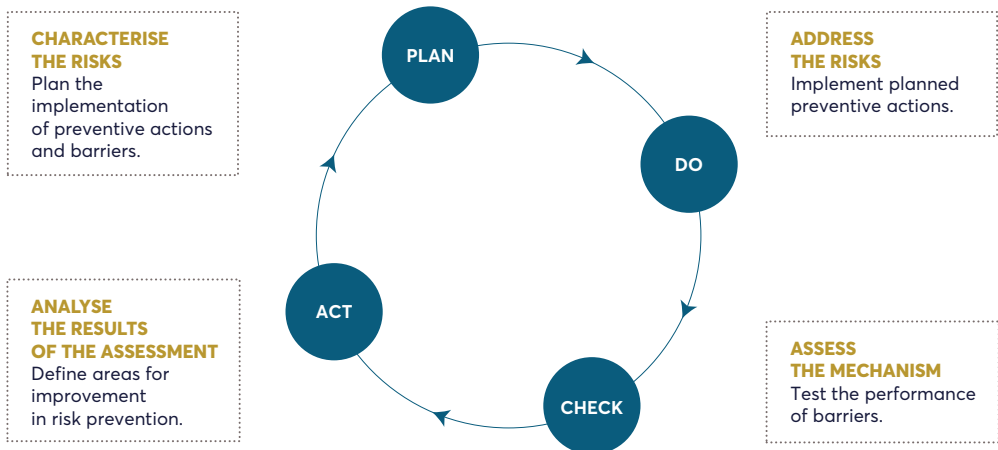 CHARACTERISE
THE RISKS
Plan the
implementation
of preventive actions
and barriers.
PLAN
ADDRESS
THE RISKS
Implement planned
preventive actions.
DO
ANALYSE
THE RESULTS
OF THE ASSESSMENT
Define areas for
improvement
in risk prevention.
ACT
CHECK
ASSESS
THE MECHANISM
Test the performance
of barriers.